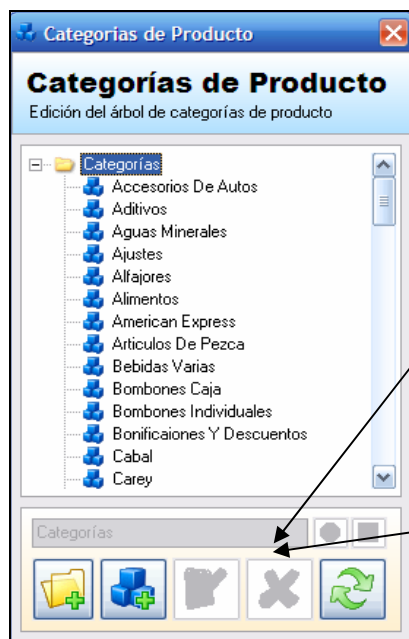 Categorias de Producto
Categorías de Producto
Edición del árbol de categorías de producto
Categorías
Accesorios De Autos
Aditivos
Aguas Minerales
Ajustes
Alfajores
Alimentos
American Express
Articulos De Pezca
Bebidas Varias
Bombones Caja
Bombones Individuales
Bonificaiones Y Descuentos
Cabal
Carey
Categorías